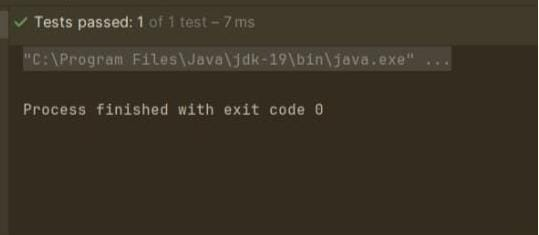 Tests passed: 1 of 1 test – 7 ms
"C:\Program Files\Java\jdk-19\bin\java.exe" ...
Process finished with exit code 0